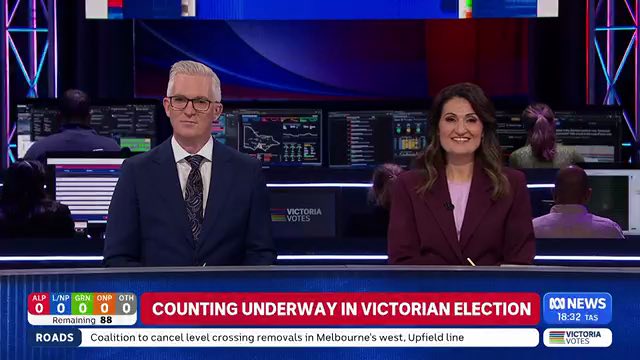 VICTORIA
VOTES
ALP L/NP GRN ONP OTH
0 0 0 0 0
Remaining 88
COUNTING UNDERWAY IN VICTORIAN ELECTION
NEWS
18:32 TAS
ROADS Coalition to cancel level crossing removals in Melbourne's west, Upfield line
VICTORIA
VOTES
NEWS